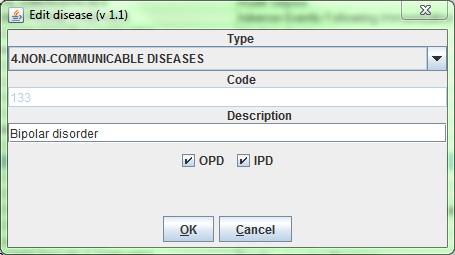 Edit disease (v 1.1)
Type
4.NON-COMMUNICABLE DISEASES
Code
133
Description
Bipolar disorder
OPD IPD
OK Cancel